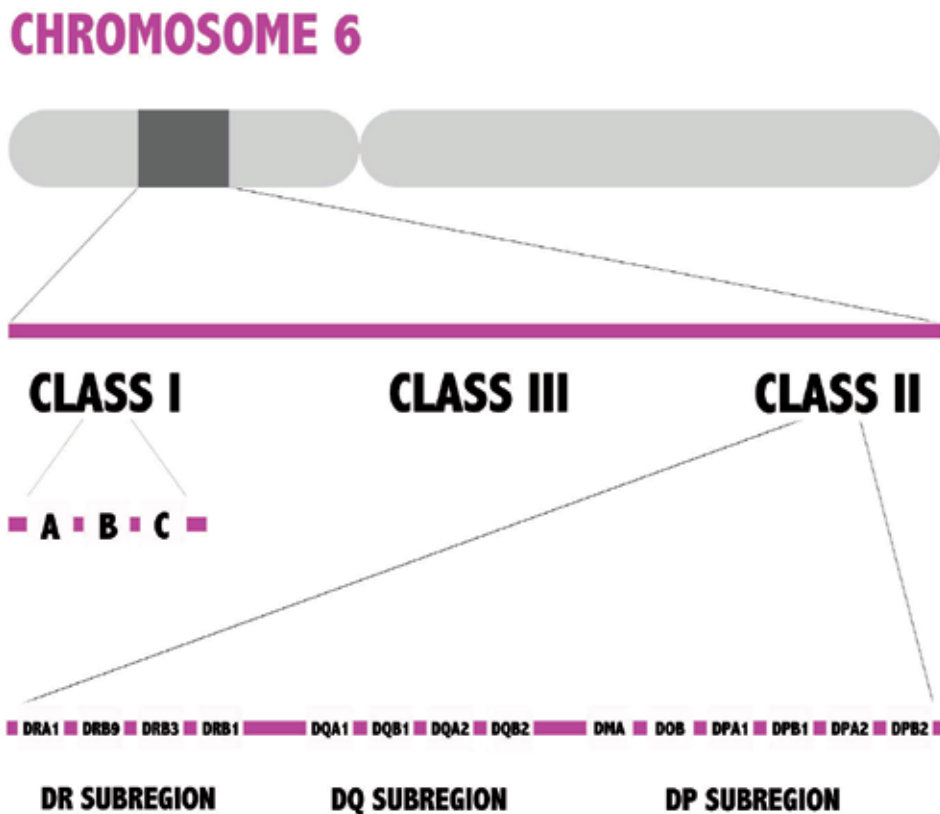 CHROMOSOME 6
CLASS I CLASS III CLASS II
A B C
DRA1 DRB9 DRB3 DRB1 DQA1 DQB1 DQA2 DQB2 DMA DOB DPA1 DPB1 DPA2 DPB2
DR SUBREGION DQ SUBREGION DP SUBREGION